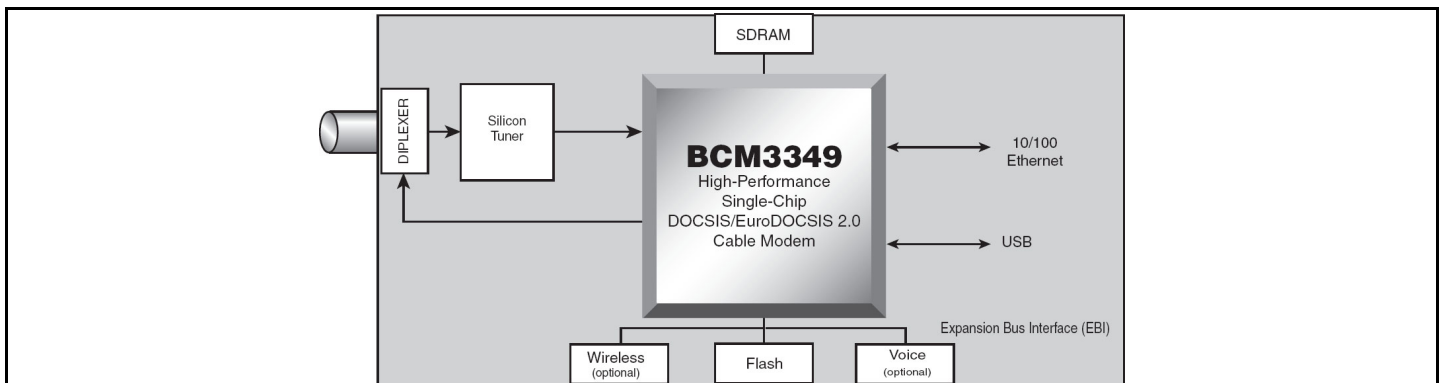 SDRAM
DIPLEXER
Silicon
Tuner
BCM3349
High-Performance
Single-Chip
DOCSIS/EuroDOCSIS 2.0
Cable Modem
10/100
Ethernet
USB
Expansion Bus Interface (EBI)
Wireless
(optional)
Flash
Voice
(optional)